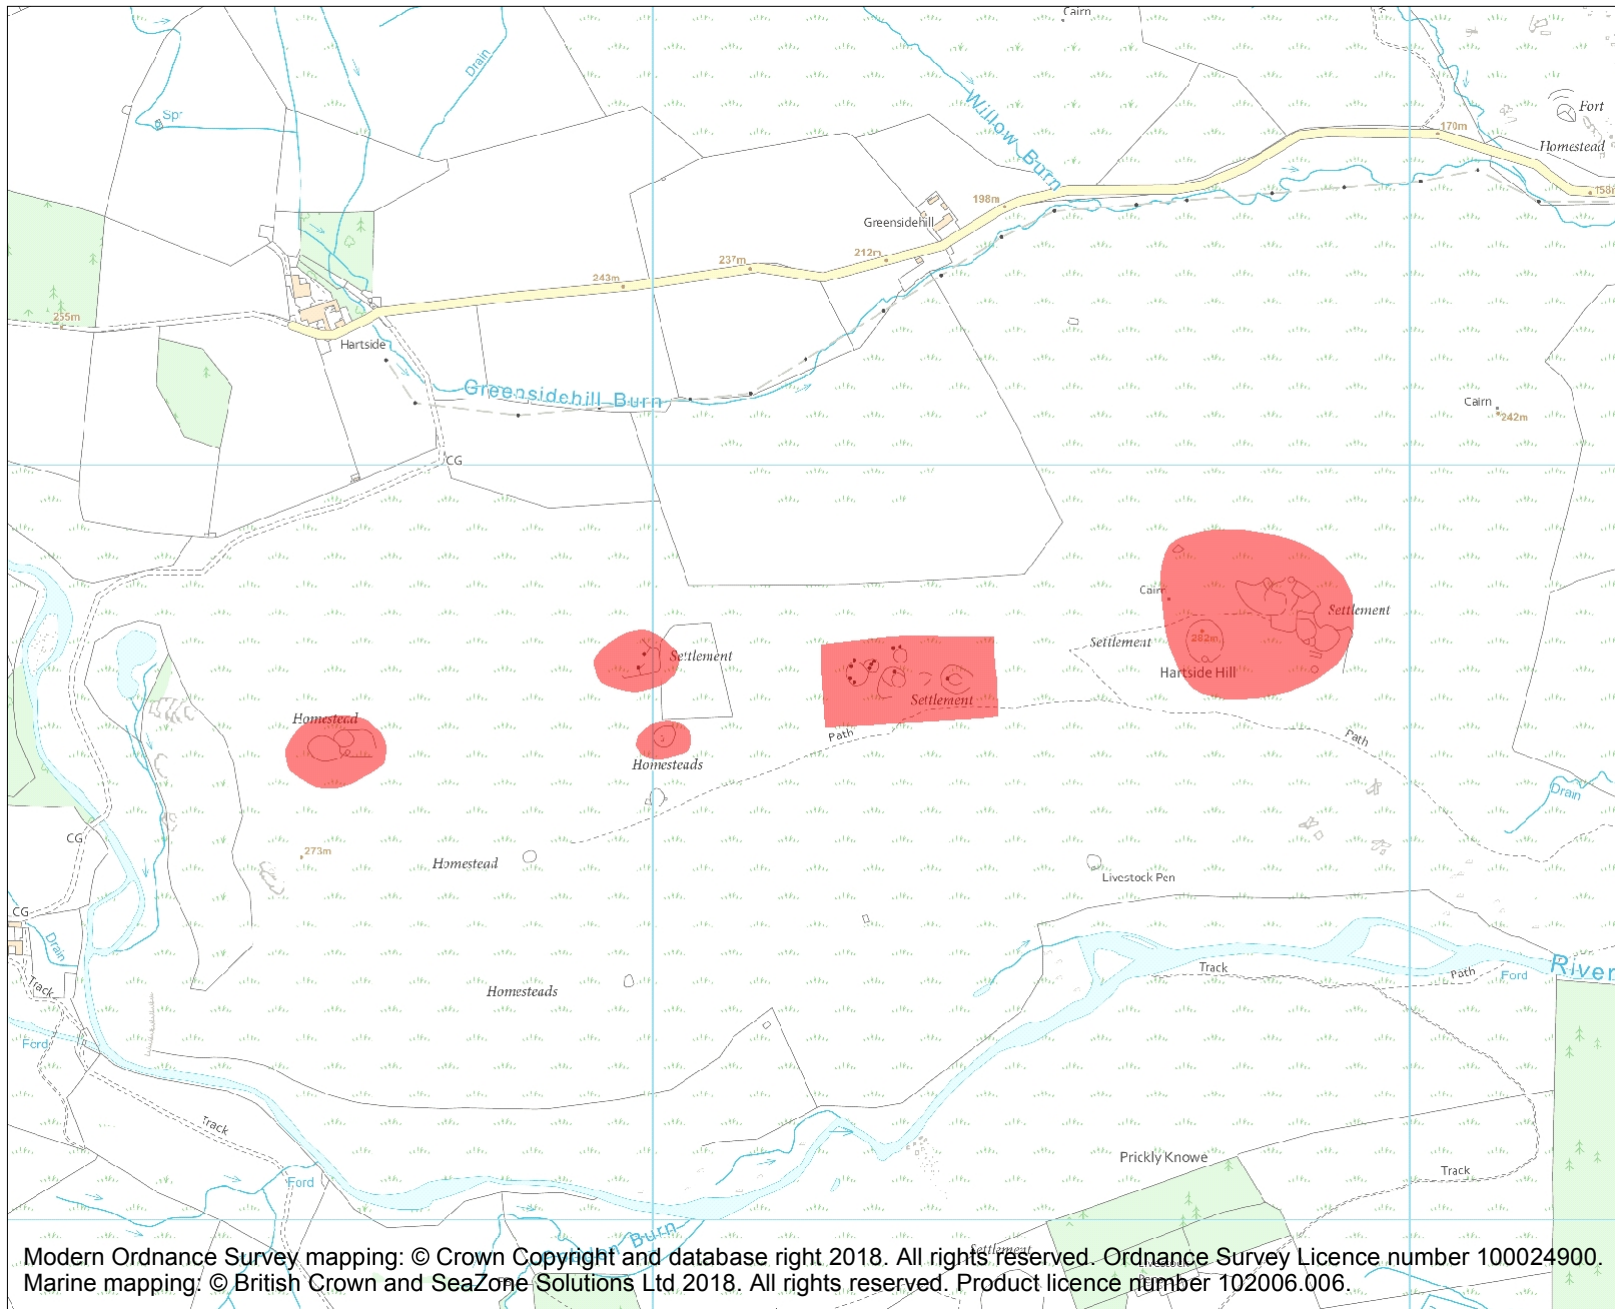 Cairn
Drain
Sp
Willow Burn
Fort
170m
Homestead
158m
198m
Greensidehill
212m
237m
243m
255m
Hartside
Greensidehill Burn
Cairn
242m
CG
Cairn
Settlement
Settlement
282m
Settlement
Hartside Hill
Settlement
Homestead
Path
Path
Homesteads
Drain
CG
273m
Homestead
Livestock Pen
CG
Drain
Track
River
Path
Ford
Track
Homesteads
Ford
Track
Prickly Knowe
Track
Ford
Burn
Settlement
Modern Ordnance Survey mapping: © Crown Copyright and database right 2018. All rights reserved. Ordnance Survey Licence number 100024900.
Marine mapping: © British Crown and SeaZone Solutions Ltd 2018. All rights reserved. Product licence number 102006.006.